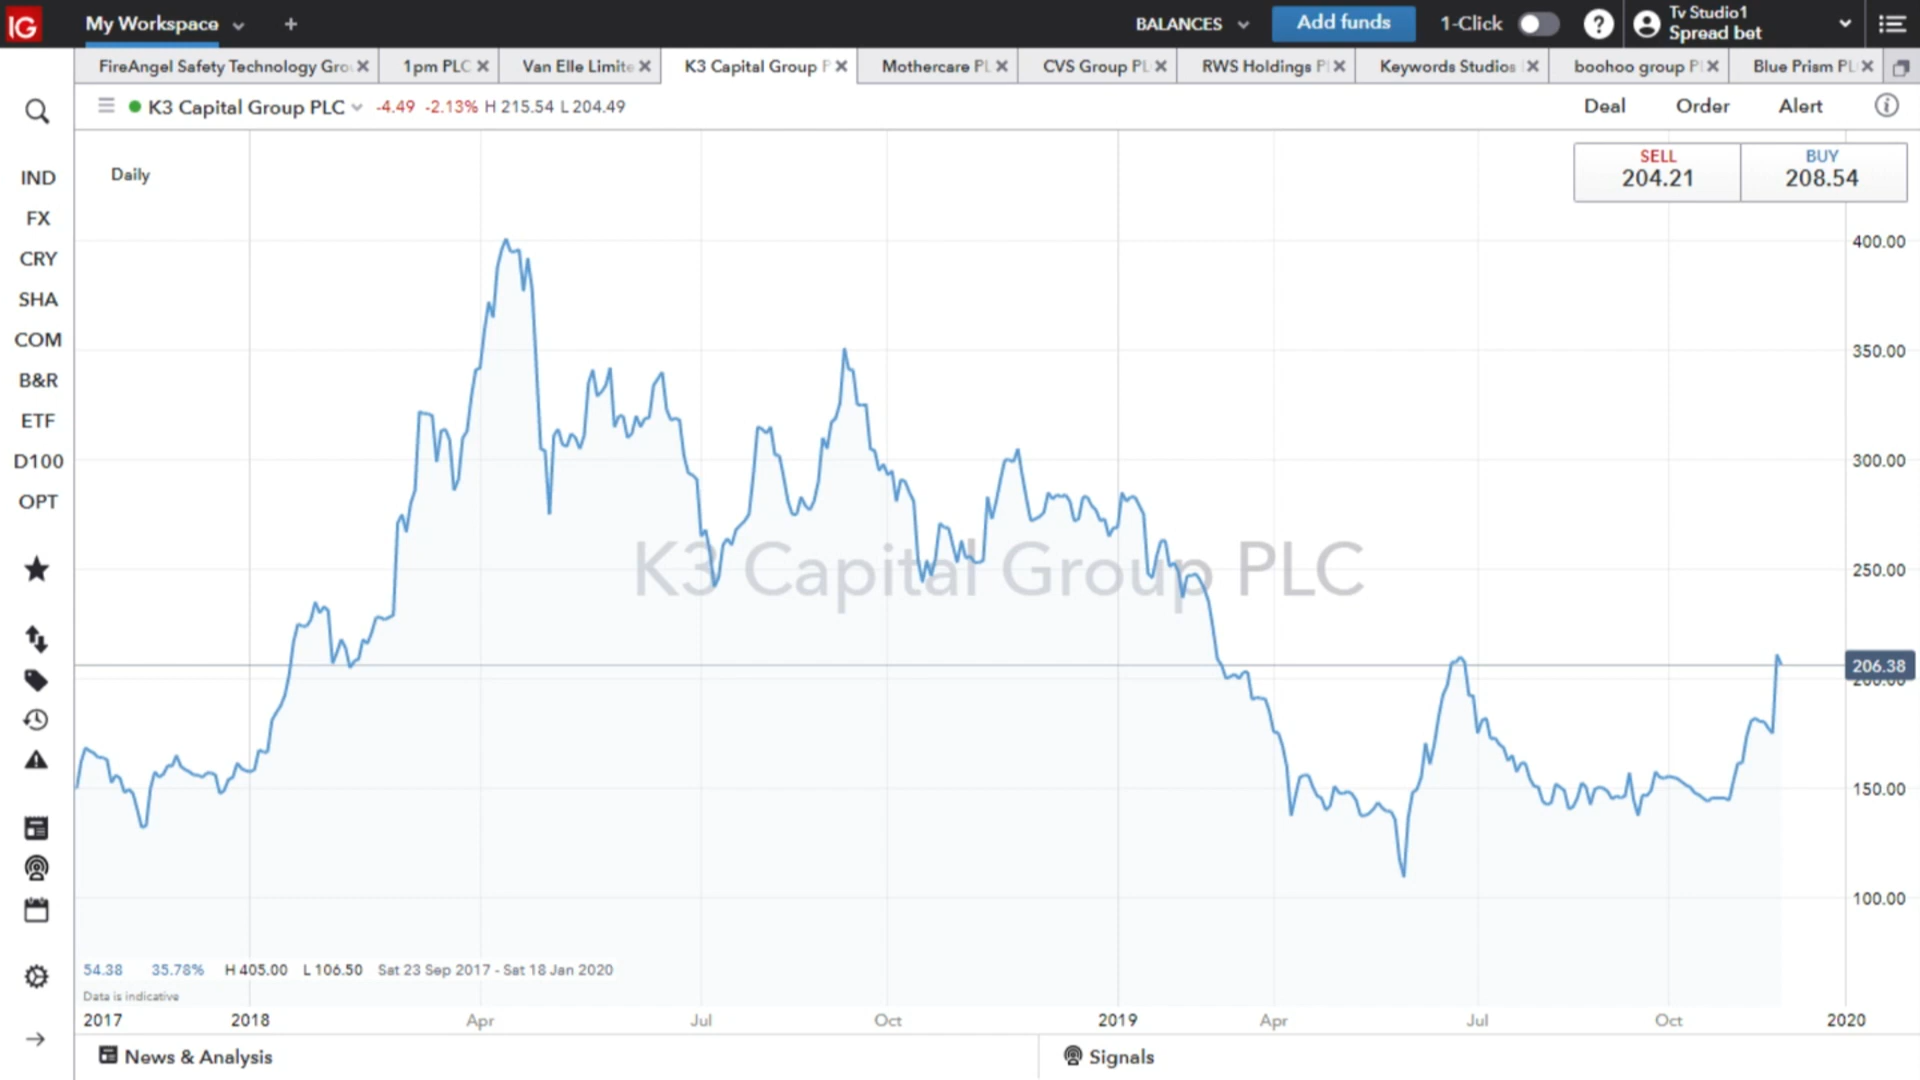 IG
My Workspace
BALANCES
Add funds
1-Click
?
Tv Studio1
Spread bet
FireAngel Safety Technology Gro
1pm PLC
Van Elle Limite
K3 Capital Group P
Mothercare PL
CVS Group PL
RWS Holdings P
Keywords Studios
boohoo group P
Blue Prism PL
K3 Capital Group PLC -4.49 -2.13% H 215.54 L 204.49
Deal
Order
Alert
Daily
SELL
204.21
BUY
208.54
IND
FX
CRY
SHA
COM
B&R
ETF
D100
OPT
400.00
350.00
300.00
250.00
206.38
200.00
150.00
100.00
K3 Capital Group PLC
54.38 35.78% H 405.00 L 106.50 Sat 23 Sep 2017 - Sat 18 Jan 2020
Data is indicative
2017 2018 Apr Jul Oct 2019 Apr Jul Oct 2020
News & Analysis
Signals